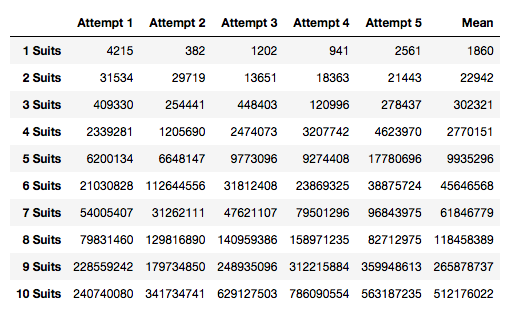 Attempt 1 Attempt 2 Attempt 3 Attempt 4 Attempt 5 Mean
1 Suits 4215 382 1202 941 2561 1860
2 Suits 31534 29719 13651 18363 21443 22942
3 Suits 409330 254441 448403 120996 278437 302321
4 Suits 2339281 1205690 2474073 3207742 4623970 2770151
5 Suits 6200134 6648147 9773096 9274408 17780696 9935296
6 Suits 21030828 112644556 31812408 23869325 38875724 45646568
7 Suits 54005407 31262111 47621107 79501296 96843975 61846779
8 Suits 79831460 129816890 140959386 158971235 82712975 118458389
9 Suits 228559242 179734850 248935096 312215884 359948613 265878737
10 Suits 240740080 341734741 629127503 786090554 563187235 512176022